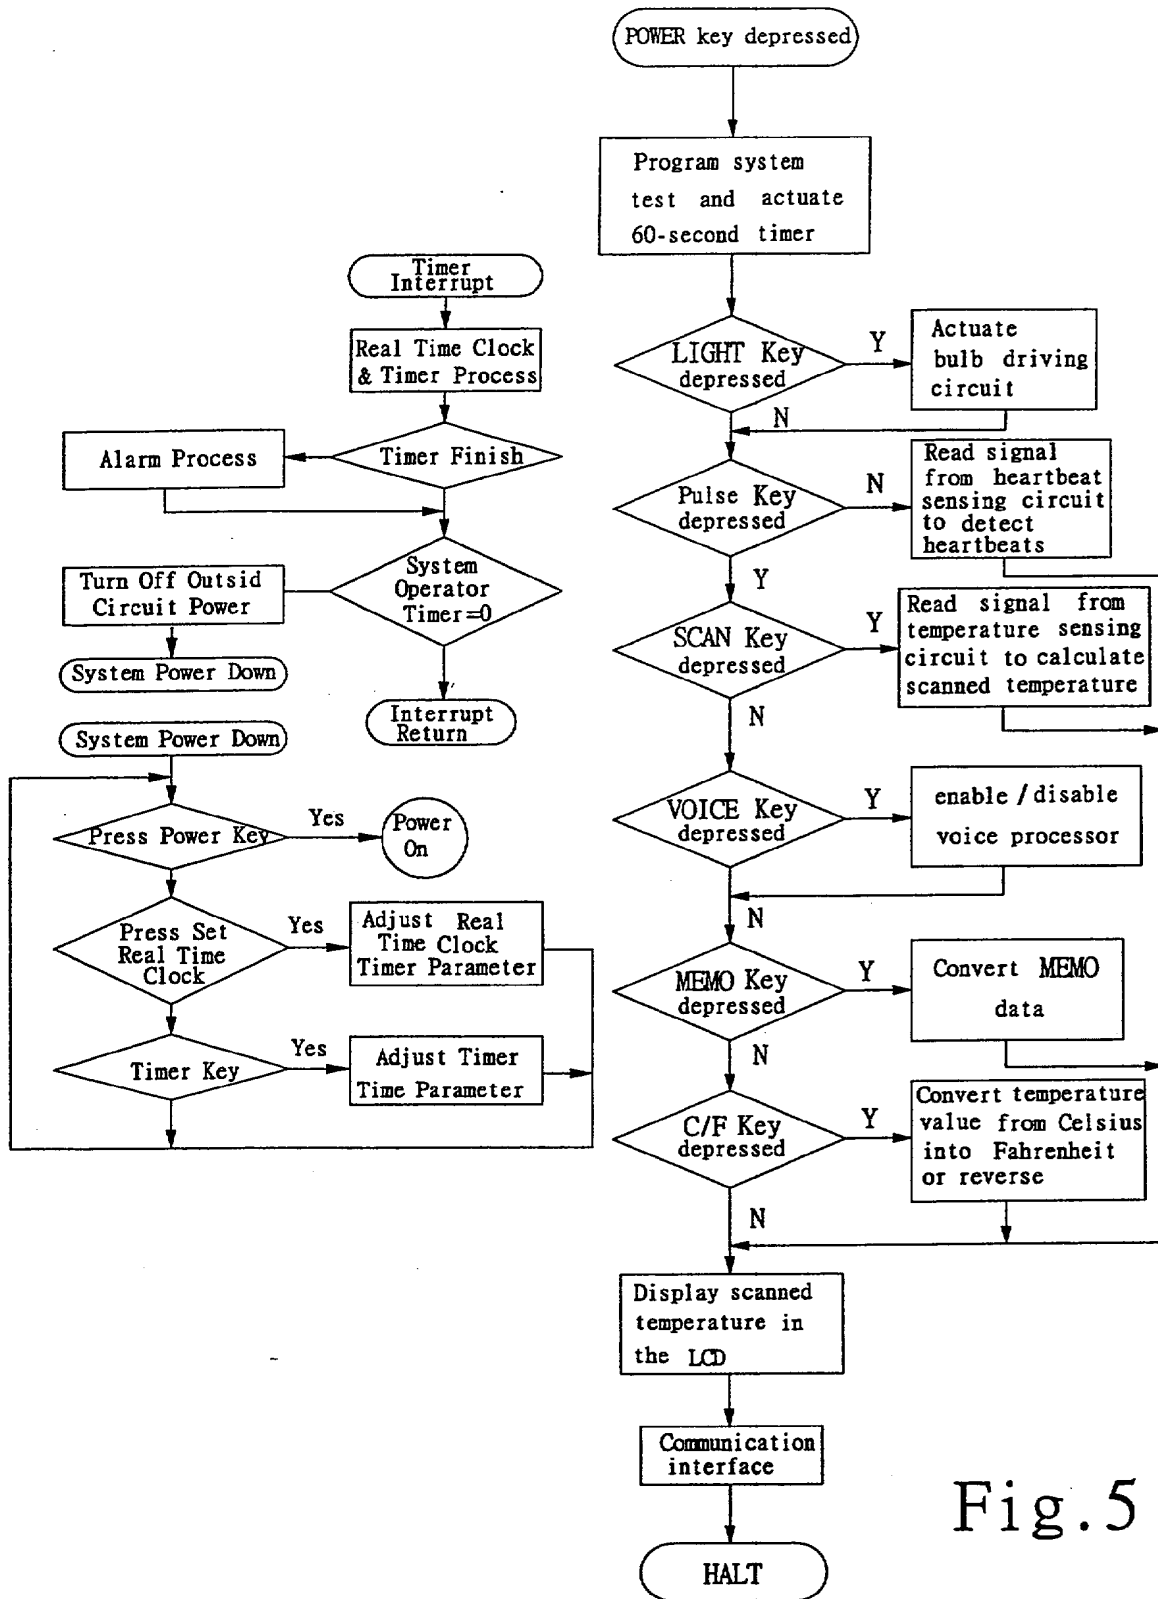 POWER key depressed
Program system
test and actuate
60-second timer
LIGHT Key
depressed
Y
N
Actuate
bulb driving
circuit
Pulse Key
depressed
N
Y
Read signal
from heartbeat
sensing circuit
to detect
heartbeats
SCAN Key
depressed
Y
N
Read signal from
temperature sensing
circuit to calculate
scanned temperature
VOICE Key
depressed
Y
N
enable / disable
voice processor
MEMO Key
depressed
Y
N
Convert MEMO
data
C/F Key
depressed
Y
N
Convert temperature
value from Celsius
into Fahrenheit
or reverse
Display scanned
temperature in
the LCD
Communication
interface
HALT
Timer
Interrupt
Real Time Clock
& Timer Process
Timer Finish
Alarm Process
System
Operator
Timer=0
Turn Off Outsid
Circuit Power
System Power Down
Interrupt
Return
System Power Down
Press Power Key
Yes
Power
On
Press Set
Real Time
Clock
Yes
Adjust Real
Time Clock
Timer Parameter
Timer Key
Yes
Adjust Timer
Time Parameter
Fig.5